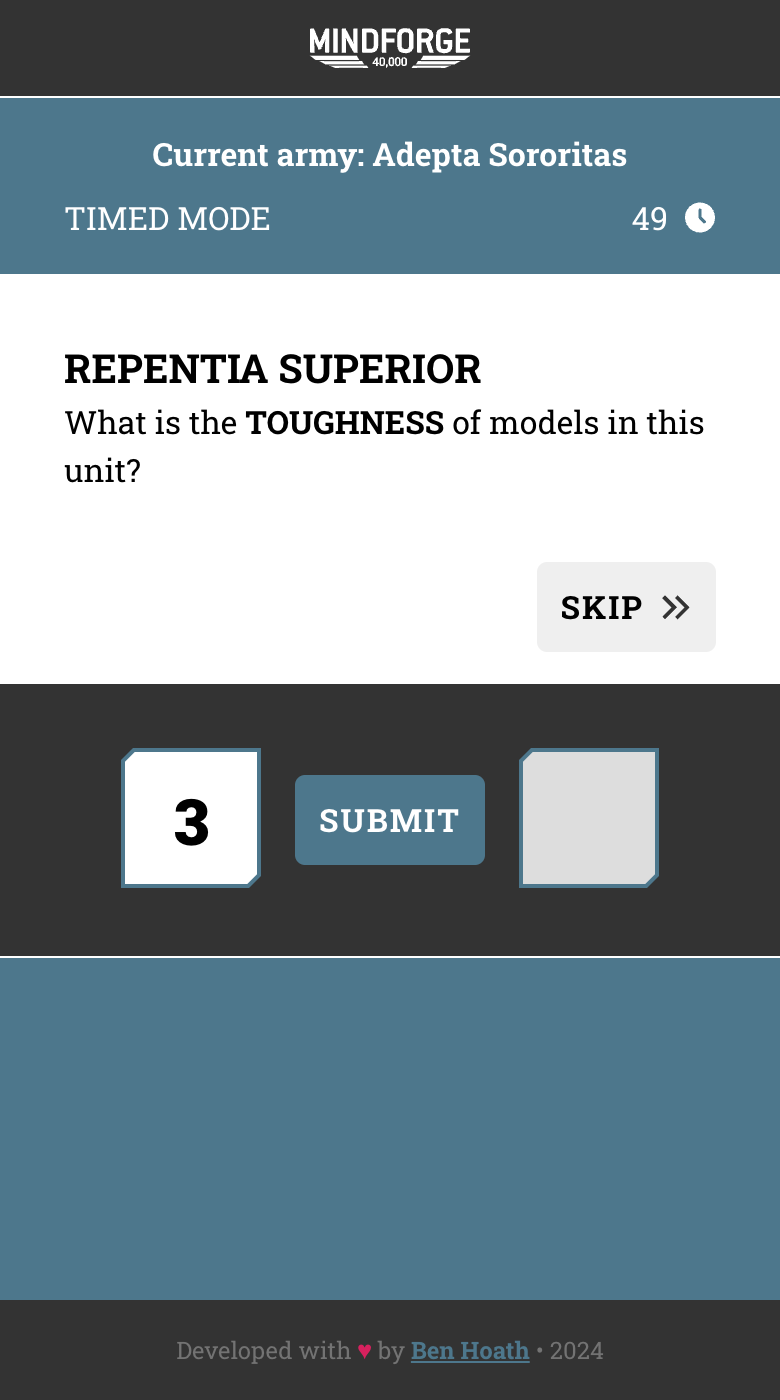 MINDFORGE
40,000
Current army: Adepta Sororitas
TIMED MODE 49
REPENTIA SUPERIOR
What is the TOUGHNESS of models in this
unit?
SKIP
3 SUBMIT
Developed with ♥ by Ben Hoath • 2024